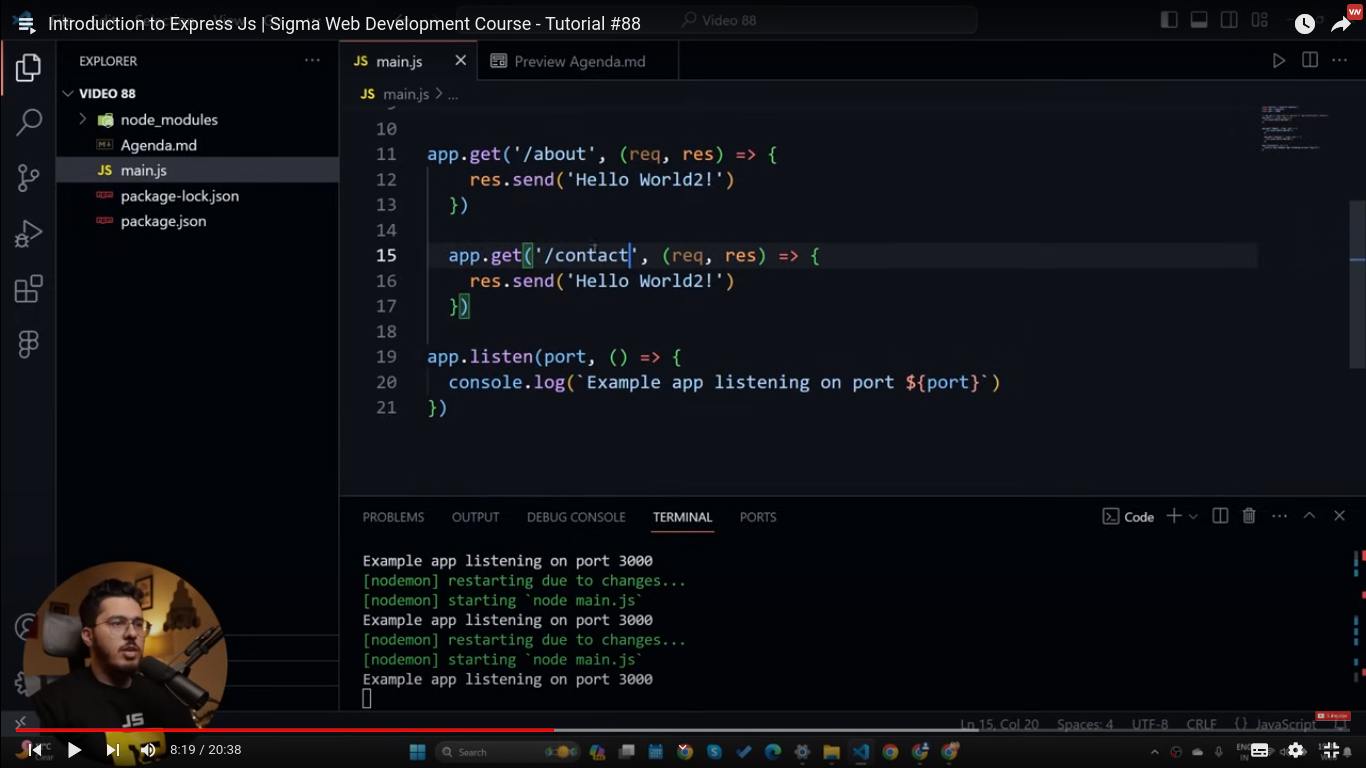 Introduction to Express Js | Sigma Web Development Course - Tutorial #88
Video 88
EXPLORER
VIDEO 88
node_modules
Agenda.md
JS main.js
package-lock.json
package.json
JS main.js
Preview Agenda.md
JS main.js > ...
10
11 app.get('/about', (req, res) => {
12 res.send('Hello World2!')
13 })
14
15 app.get('/contact', (req, res) => {
16 res.send('Hello World2!')
17 })
18
19 app.listen(port, () => {
20 console.log(`Example app listening on port ${port}`)
21 })
PROBLEMS OUTPUT DEBUG CONSOLE TERMINAL PORTS
Code
Example app listening on port 3000
[nodemon] restarting due to changes...
[nodemon] starting `node main.js`
Example app listening on port 3000
[nodemon] restarting due to changes...
[nodemon] starting `node main.js`
Example app listening on port 3000
JS
Ln 15, Col 20 Spaces: 4 UTF-8 CRLF {} JavaScript
8:19 / 20:38
Clear
Search
ENG
IN